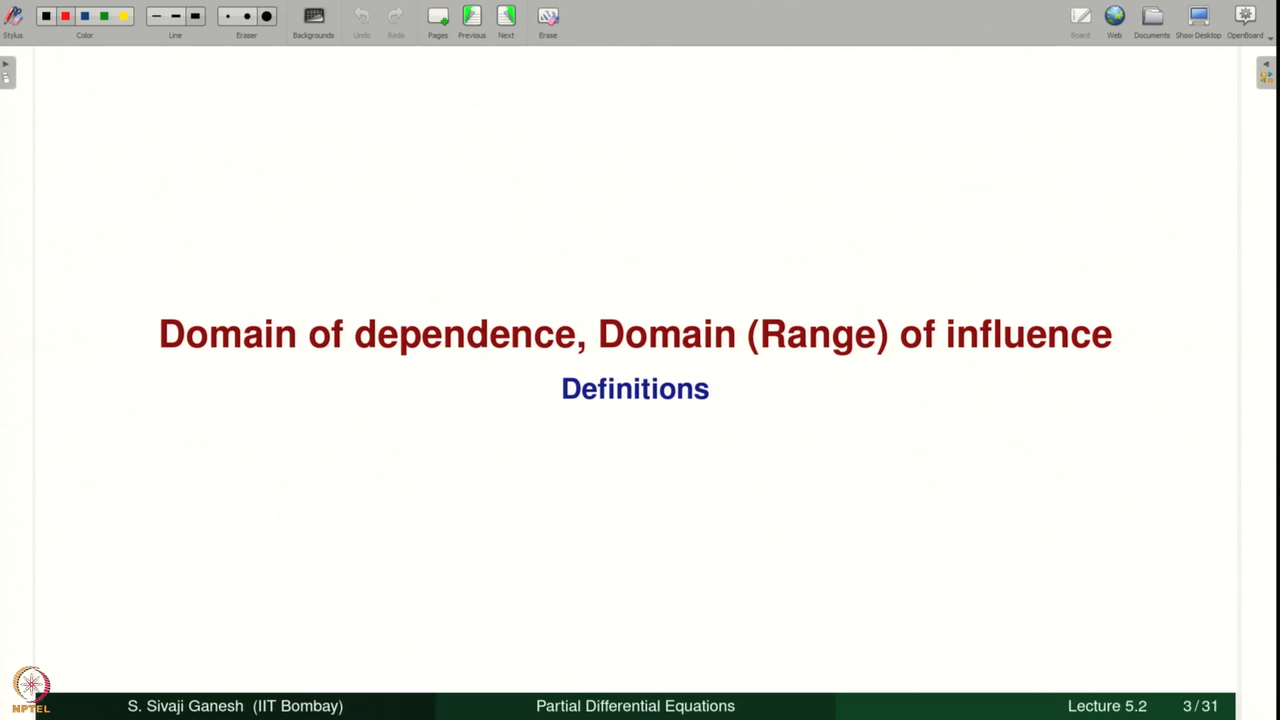 Stylus
Color
Line
Eraser
Backgrounds
Undo
Redo
Pages
Previous
Next
Erase
Board
Web
Documents
Show Desktop
OpenBoard
Domain of dependence, Domain (Range) of influence
Definitions
NPTEL
S. Sivaji Ganesh (IIT Bombay)
Partial Differential Equations
Lecture 5.2
3 / 31